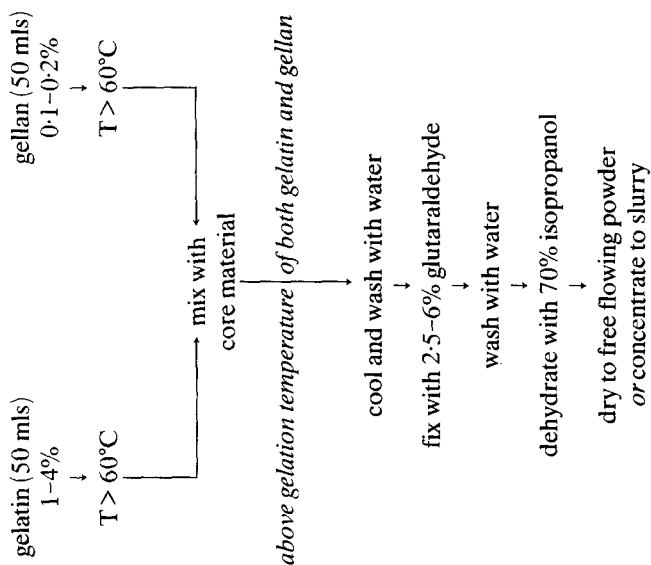 gelatin (50 mls)
1–4%
T > 60°C
gellan (50 mls)
0·1–0·2%
T > 60°C
mix with
core material
above gelation temperature of both gelatin and gellan
cool and wash with water
fix with 2·5–6% glutaraldehyde
wash with water
dehydrate with 70% isopropanol
dry to free flowing powder
or concentrate to slurry